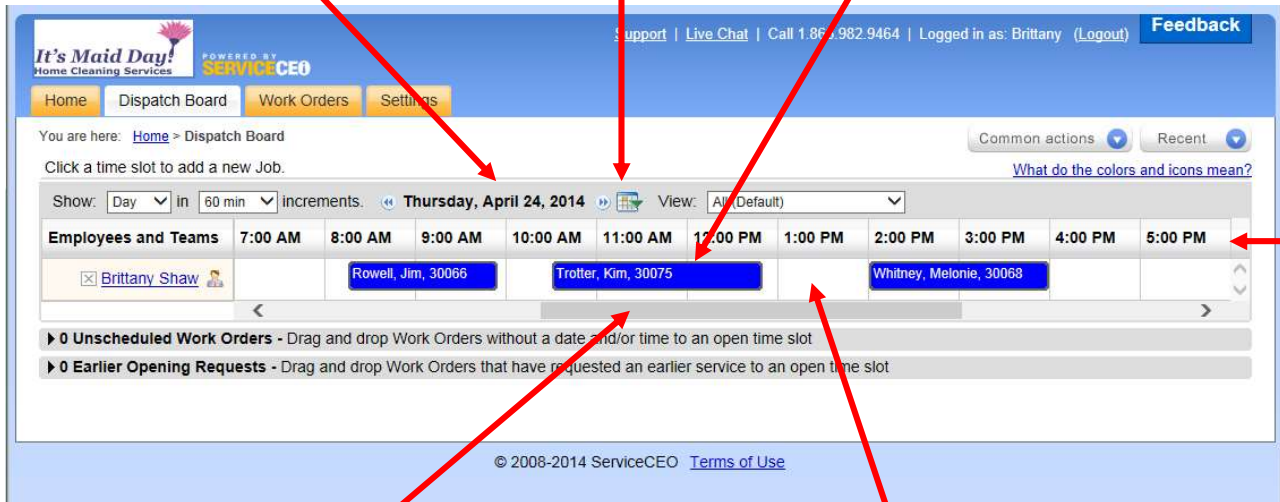 It's Maid Day!
Home Cleaning Services
POWERED BY
SERVICECEO
Support | Live Chat | Call 1.866.982.9464 | Logged in as: Brittany (Logout)
Feedback
Home Dispatch Board Work Orders Settings
You are here: Home > Dispatch Board
Common actions Recent
Click a time slot to add a new Job.
What do the colors and icons mean?
Show: Day in 60 min increments. Thursday, April 24, 2014 View: All (Default)
Employees and Teams 7:00 AM 8:00 AM 9:00 AM 10:00 AM 11:00 AM 12:00 PM 1:00 PM 2:00 PM 3:00 PM 4:00 PM 5:00 PM
Brittany Shaw Rowell, Jim, 30066 Trotter, Kim, 30075 Whitney, Melonie, 30068
0 Unscheduled Work Orders - Drag and drop Work Orders without a date and/or time to an open time slot
0 Earlier Opening Requests - Drag and drop Work Orders that have requested an earlier service to an open time slot
© 2008-2014 ServiceCEO Terms of Use